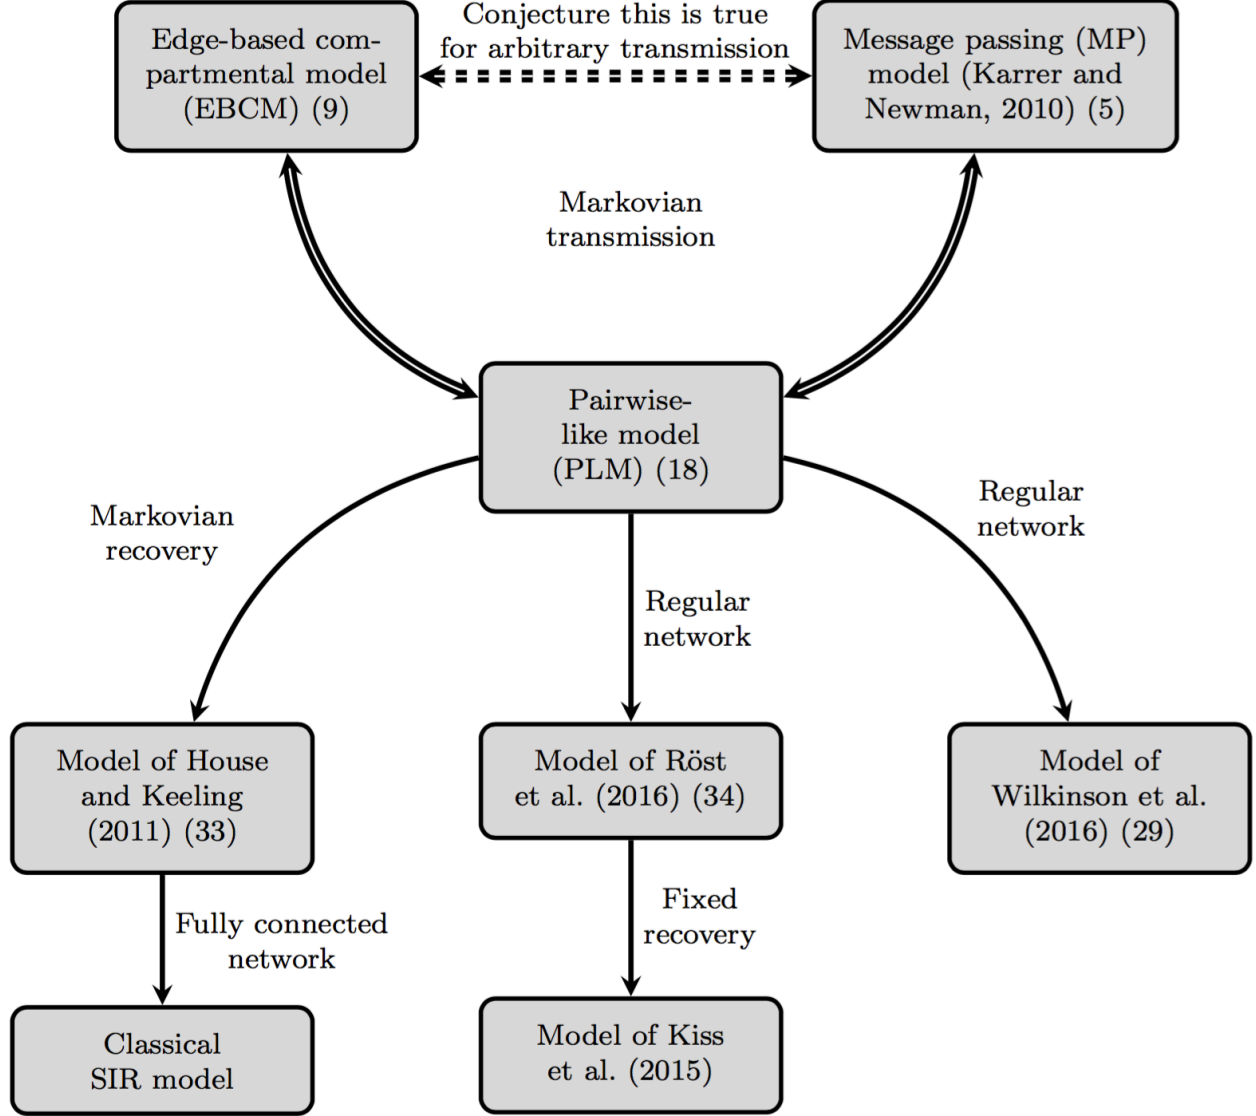 Edge-based com-
partmental model
(EBCM) (9)
Conjecture this is true
for arbitrary transmission
Message passing (MP)
model (Karrer and
Newman, 2010) (5)
Markovian
transmission
Pairwise-
like model
(PLM) (18)
Markovian
recovery
Regular
network
Regular
network
Model of House
and Keeling
(2011) (33)
Model of Röst
et al. (2016) (34)
Model of
Wilkinson et al.
(2016) (29)
Fully connected
network
Fixed
recovery
Classical
SIR model
Model of Kiss
et al. (2015)